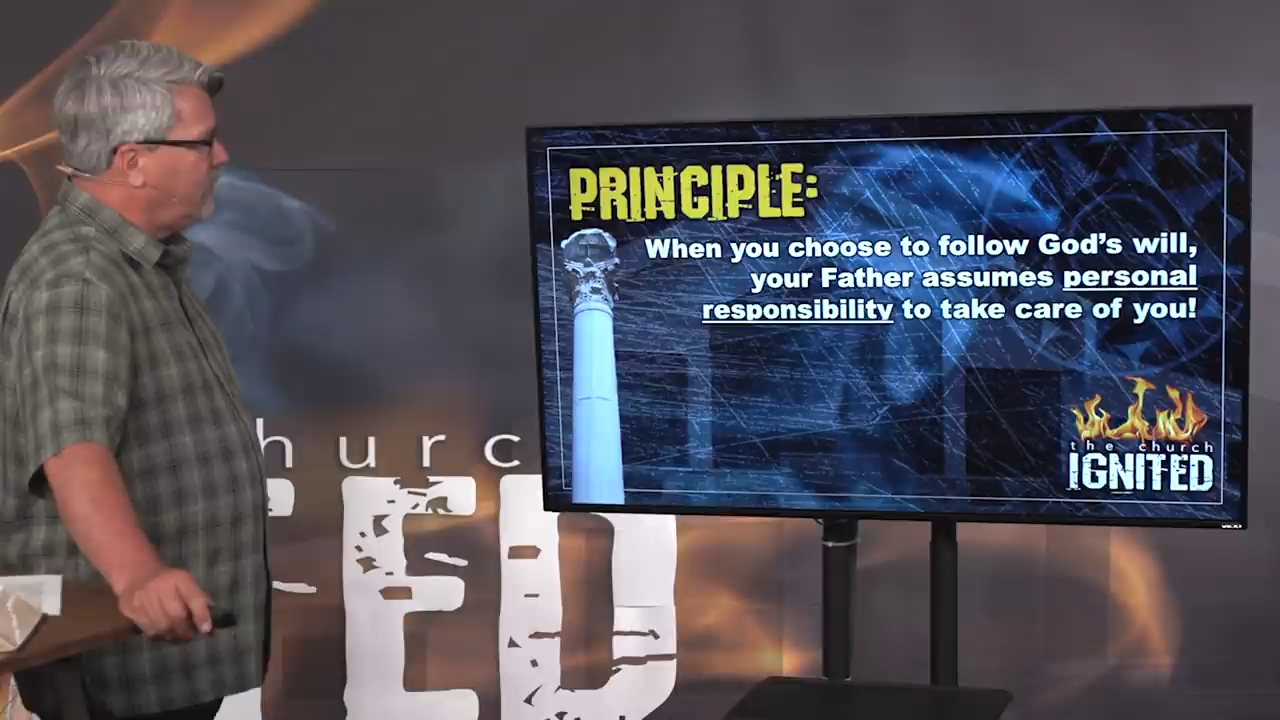 PRINCIPLE:
When you choose to follow God's will,
your Father assumes personal
responsibility to take care of you!
the church
IGNITED
hurc
ED